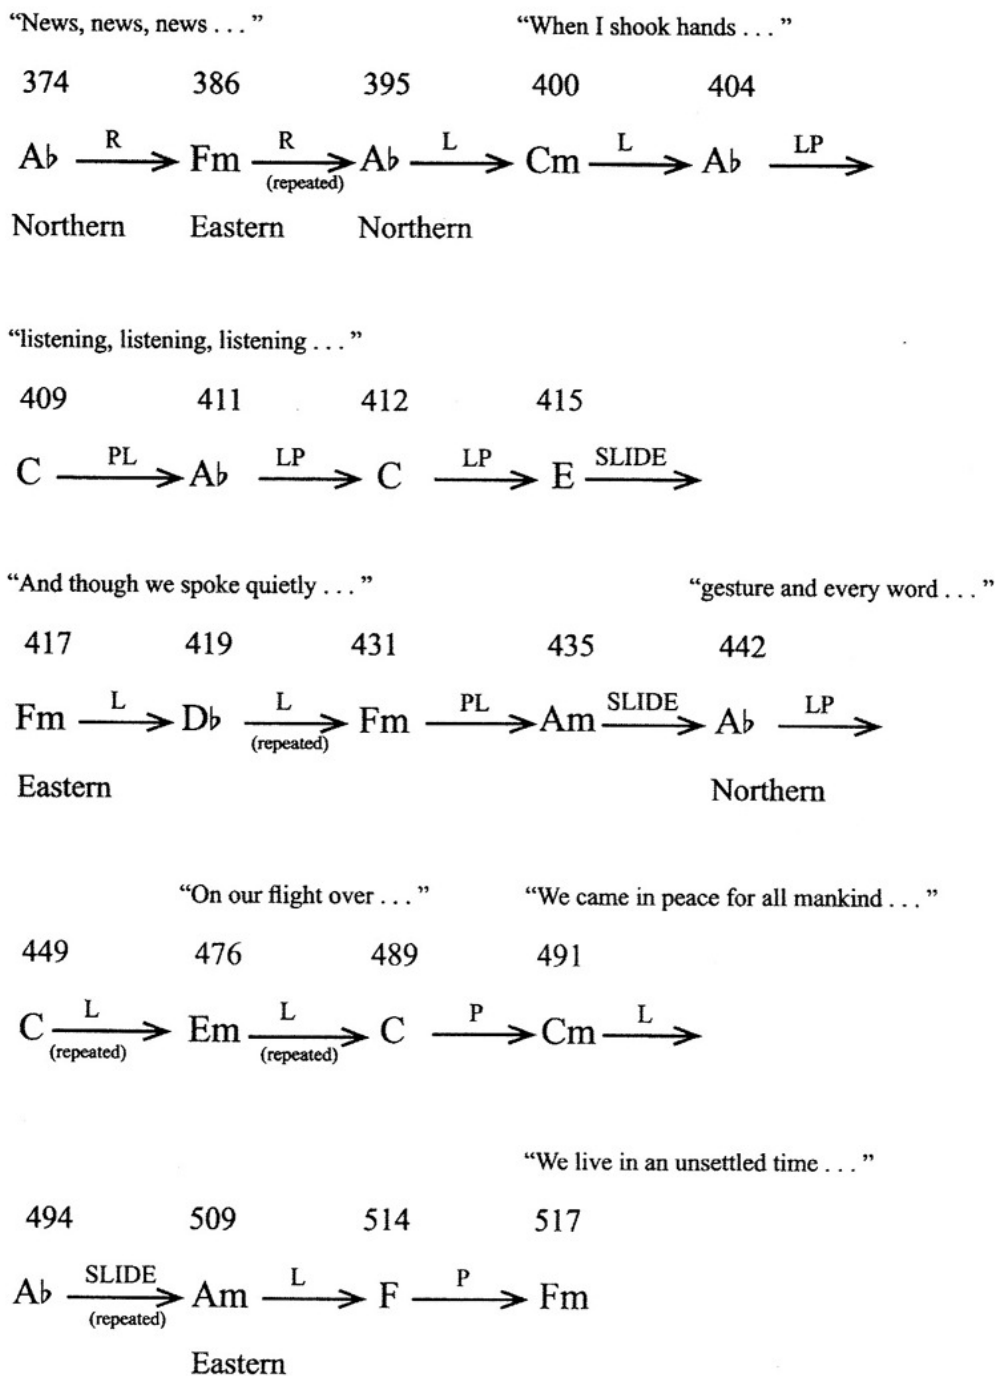 “News, news, news . . . ” “When I shook hands . . . ”
374 386 395 400 404
A♭ R Fm R A♭ L Cm L A♭ LP
(repeated)
Northern Eastern Northern
“listening, listening, listening . . . ”
409 411 412 415
C PL A♭ LP C LP E SLIDE
“And though we spoke quietly . . . ” “gesture and every word . . . ”
417 419 431 435 442
Fm L D♭ L Fm PL Am SLIDE A♭ LP
(repeated)
Eastern Northern
“On our flight over . . . ” “We came in peace for all mankind . . . ”
449 476 489 491
C L Em L C P Cm L
(repeated) (repeated)
“We live in an unsettled time . . . ”
494 509 514 517
A♭ SLIDE Am L F P Fm
(repeated)
Eastern